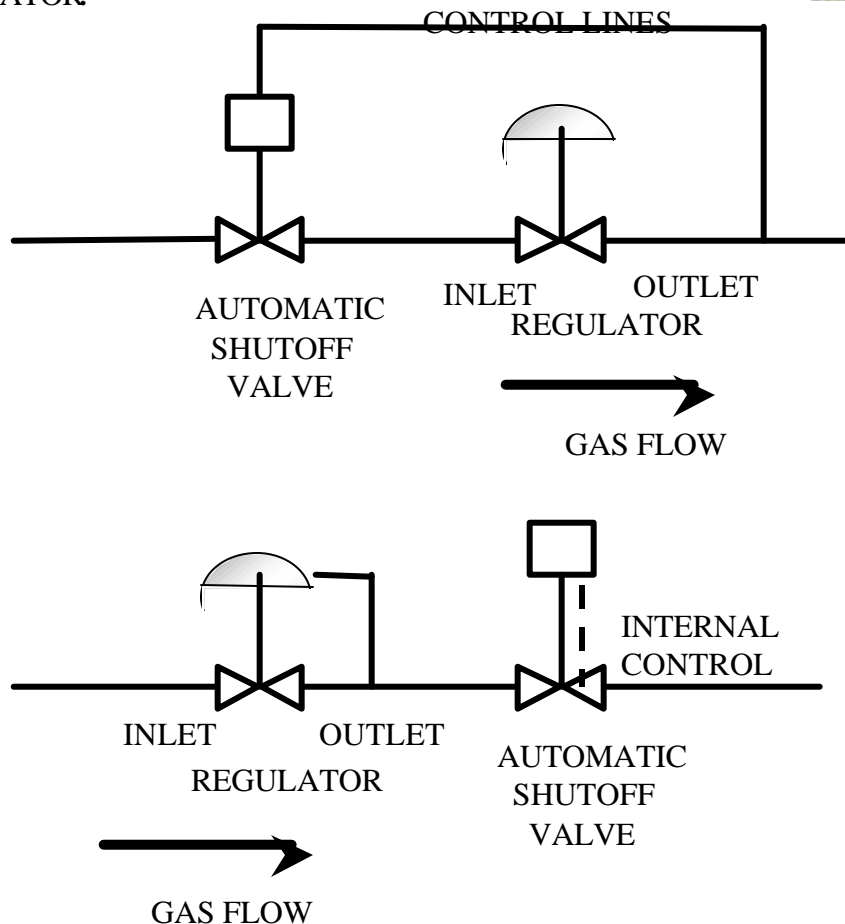 CONTROL LINES
AUTOMATIC
SHUTOFF
VALVE
INLET
OUTLET
REGULATOR
GAS FLOW
INTERNAL
CONTROL
INLET
OUTLET
REGULATOR
AUTOMATIC
SHUTOFF
VALVE
GAS FLOW